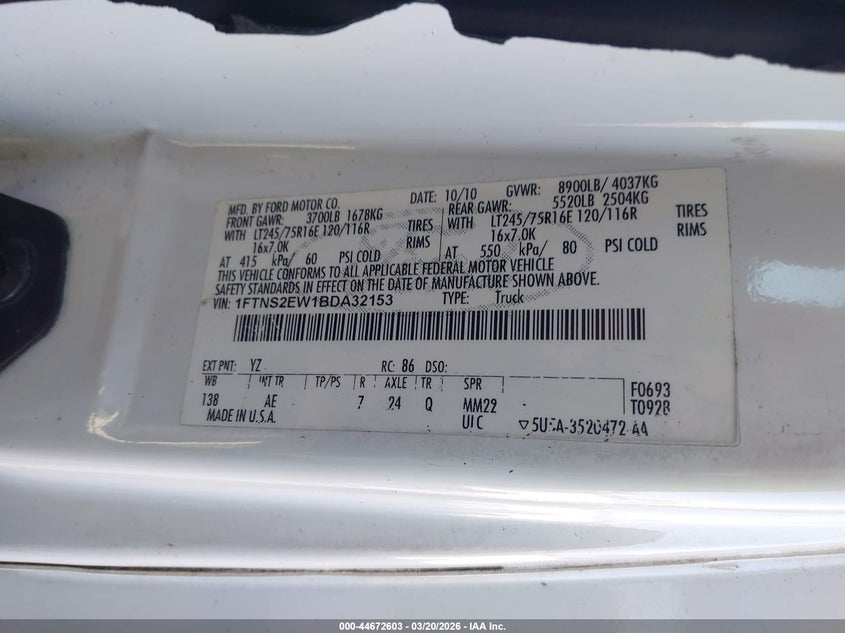 MFD. BY FORD MOTOR CO.
DATE: 10/10 GVWR: 8900LB/ 4037KG
FRONT GAWR: 3700LB 1678KG REAR GAWR: 5520LB 2504KG
WITH LT245/75R16E 120/116R TIRES WITH LT245/75R16E 120/116R TIRES
16x7.0K RIMS 16x7.0K RIMS
AT 415 kPa/ 60 PSI COLD AT 550 kPa/ 80 PSI COLD
THIS VEHICLE CONFORMS TO ALL APPLICABLE FEDERAL MOTOR VEHICLE
SAFETY STANDARDS IN EFFECT ON THE DATE OF MANUFACTURE SHOWN ABOVE.
VIN: 1FTNS2EW1BDA32153 TYPE: Truck
EXT PNT: YZ RC: 86 DSO:
WB INT TR TP/PS R AXLE TR SPR
138 AE 7 24 Q MM22
F0693
T0928
MADE IN U.S.A. UIC ▽5U5A-3520472-AA
000-44672603 | 03/20/2026 | IAA Inc.